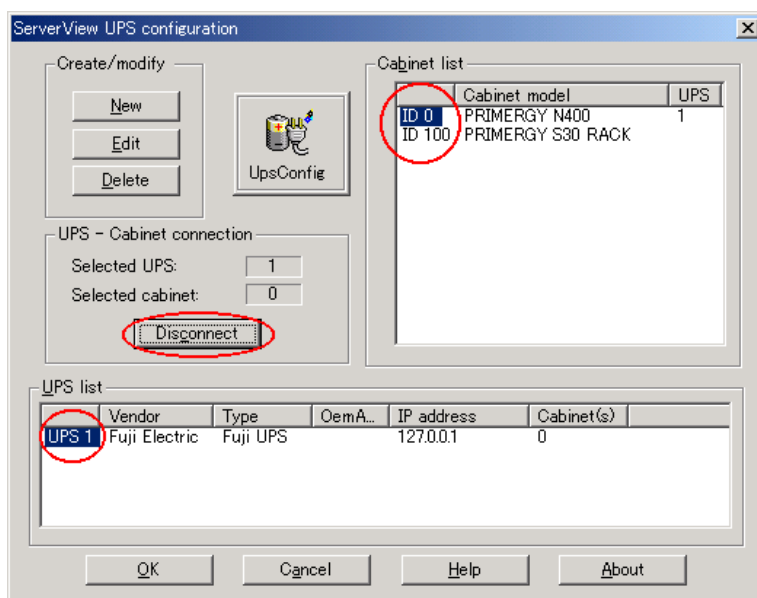 ServerView UPS configuration
Create/modify
New
Edit
Delete
UpsConfig
Cabinet list
Cabinet model UPS
ID 0 PRIMERGY N400 1
ID 100 PRIMERGY S30 RACK
UPS - Cabinet connection
Selected UPS: 1
Selected cabinet: 0
Disconnect
UPS list
Vendor Type OemA... IP address Cabinet(s)
UPS 1 Fuji Electric Fuji UPS 127.0.0.1 0
OK Cancel Help About